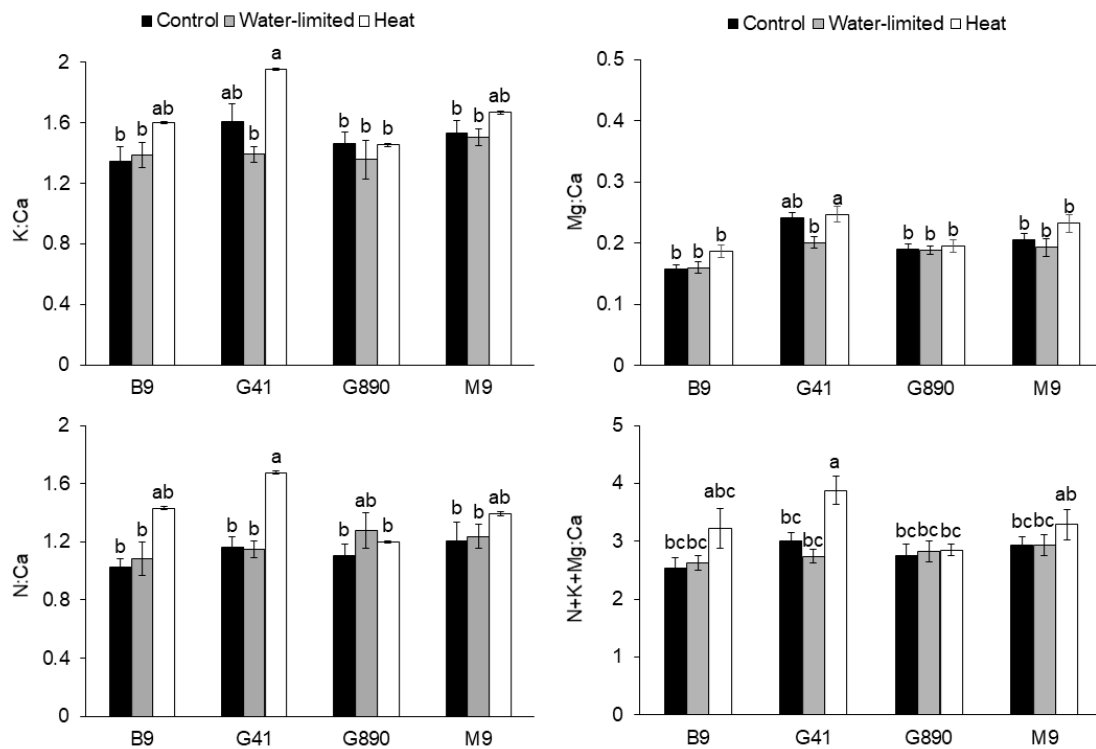 Control Water-limited Heat
K:Ca
2
1.6
1.2
0.8
0.4
0
b b ab
ab b a
b b b
b b ab
B9 G41 G890 M9
Control Water-limited Heat
Mg:Ca
0.5
0.4
0.3
0.2
0.1
0
b b b
ab b a
b b b
b b b
B9 G41 G890 M9
N:Ca
2
1.6
1.2
0.8
0.4
0
b b ab
b b a
b ab b
b b ab
B9 G41 G890 M9
N+K+Mg:Ca
5
4
3
2
1
0
bc bc abc
bc bc a
bc bc bc
bc bc ab
B9 G41 G890 M9